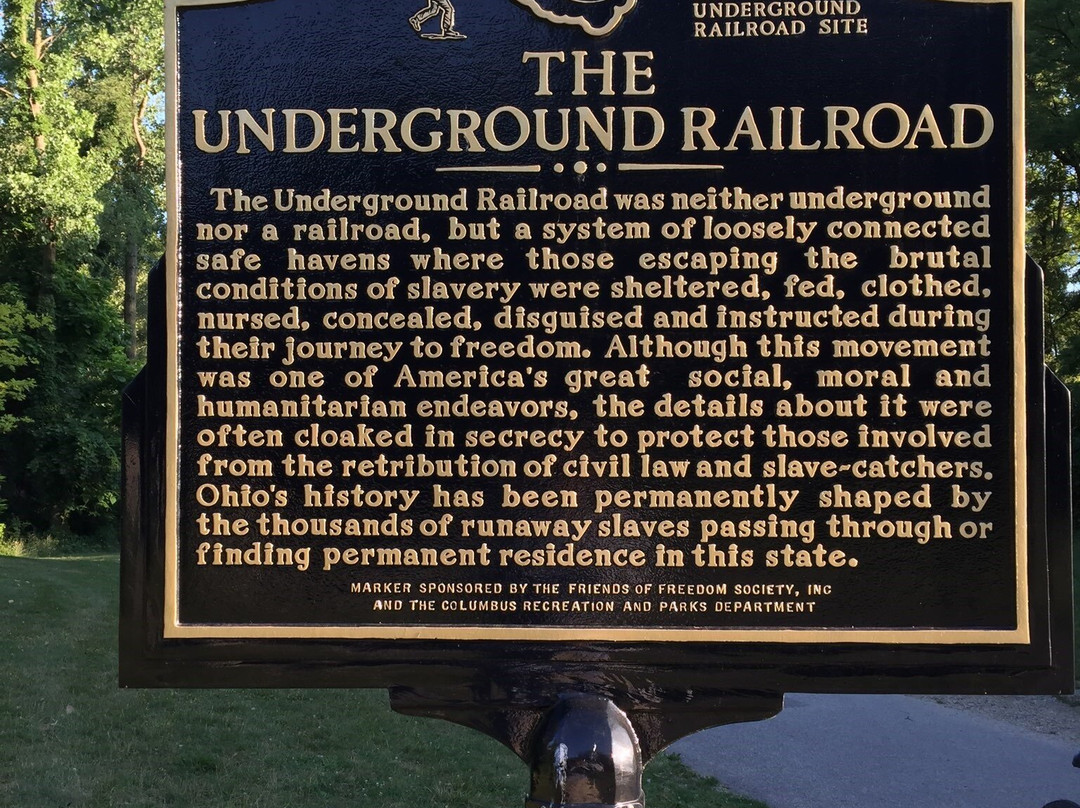 UNDERGROUND
RAILROAD SITE
THE
UNDERGROUND RAILROAD
The Underground Railroad was neither underground
nor a railroad, but a system of loosely connected
safe havens where those escaping the brutal
conditions of slavery were sheltered, fed, clothed,
nursed, concealed, disguised and instructed during
their journey to freedom. Although this movement
was one of America's great social, moral and
humanitarian endeavors, the details about it were
often cloaked in secrecy to protect those involved
from the retribution of civil law and slave-catchers.
Ohio's history has been permanently shaped by
the thousands of runaway slaves passing through or
finding permanent residence in this state.
MARKER SPONSORED BY THE FRIENDS OF FREEDOM SOCIETY, INC
AND THE COLUMBUS RECREATION AND PARKS DEPARTMENT